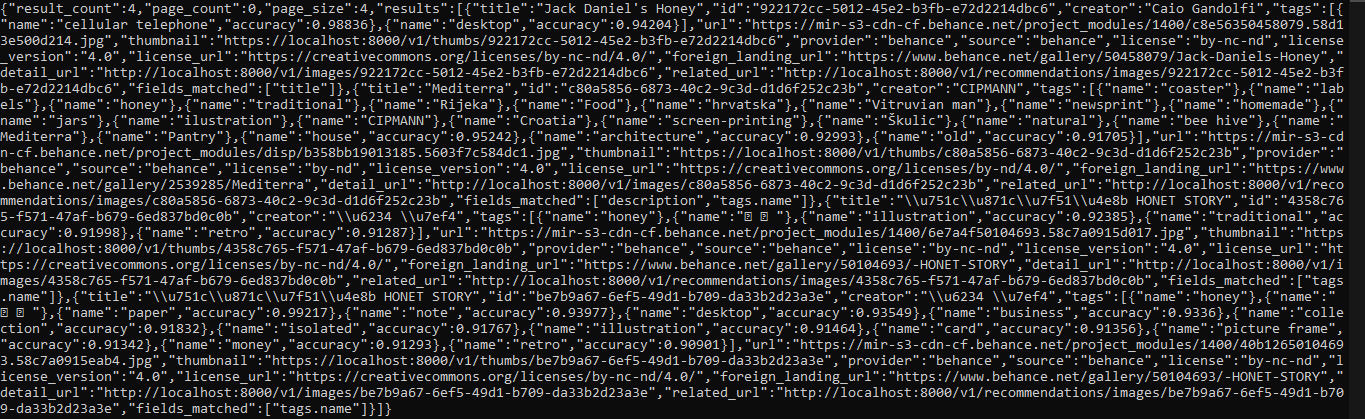 {"result_count":4,"page_count":0,"page_size":4,"results":[{"title":"Jack Daniel's Honey","id":"922172cc-5012-45e2-b3fb-e72d2214dbc6","creator":"Caio Gandolfi","tags":[{
"name":"cellular telephone","accuracy":0.98836},{"name":"desktop","accuracy":0.94204}],"url":"https://mir-s3-cdn-cf.behance.net/project_modules/1400/c8e56350458079.58d1
3e500d214.jpg","thumbnail":"https://localhost:8000/v1/thumbs/922172cc-5012-45e2-b3fb-e72d2214dbc6","provider":"behance","source":"behance","license":"by-nc-nd","license
_version":"4.0","license_url":"https://creativecommons.org/licenses/by-nc-nd/4.0/","foreign_landing_url":"https://www.behance.net/gallery/50458079/Jack-Daniels-Honey","
detail_url":"http://localhost:8000/v1/images/922172cc-5012-45e2-b3fb-e72d2214dbc6","related_url":"http://localhost:8000/v1/recommendations/images/922172cc-5012-45e2-b3f
b-e72d2214dbc6","fields_matched":["title"]},{"title":"Mediterra","id":"c80a5856-6873-40c2-9c3d-d1d6f252c23b","creator":"CIPMANN","tags":[{"name":"coaster"},{"name":"lab
els"},{"name":"honey"},{"name":"traditional"},{"name":"Rijeka"},{"name":"Food"},{"name":"hrvatska"},{"name":"Vitruvian man"},{"name":"newsprint"},{"name":"homemade"},{"
name":"jars"},{"name":"ilustration"},{"name":"CIPMANN"},{"name":"Croatia"},{"name":"screen-printing"},{"name":"Škulic"},{"name":"natural"},{"name":"bee hive"},{"name":"
Mediterra"},{"name":"Pantry"},{"name":"house","accuracy":0.95242},{"name":"architecture","accuracy":0.92993},{"name":"old","accuracy":0.91705}],"url":"https://mir-s3-cd
n-cf.behance.net/project_modules/disp/b358bb19013185.5603f7c584dc1.jpg","thumbnail":"https://localhost:8000/v1/thumbs/c80a5856-6873-40c2-9c3d-d1d6f252c23b","provider":"
behance","source":"behance","license":"by-nd","license_version":"4.0","license_url":"https://creativecommons.org/licenses/by-nd/4.0/","foreign_landing_url":"https://www
.behance.net/gallery/2539285/Mediterra","detail_url":"http://localhost:8000/v1/images/c80a5856-6873-40c2-9c3d-d1d6f252c23b","related_url":"http://localhost:8000/v1/reco
mmendations/images/c80a5856-6873-40c2-9c3d-d1d6f252c23b","fields_matched":["description","tags.name"]},{"title":"\\u751c\\u871c\\u7f51\\u4e8b HONET STORY","id":"4358c76
5-f571-47af-b679-6ed837bd0c0b","creator":"\\u6234 \\u7ef4","tags":[{"name":"honey"},{"name":" "},{"name":"illustration","accuracy":0.92385},{"name":"traditional","ac
curacy":0.91998},{"name":"retro","accuracy":0.91287}],"url":"https://mir-s3-cdn-cf.behance.net/project_modules/1400/6e7a4f50104693.58c7a0915d017.jpg","thumbnail":"https
://localhost:8000/v1/thumbs/4358c765-f571-47af-b679-6ed837bd0c0b","provider":"behance","source":"behance","license":"by-nc-nd","license_version":"4.0","license_url":"ht
tps://creativecommons.org/licenses/by-nc-nd/4.0/","foreign_landing_url":"https://www.behance.net/gallery/50104693/-HONET-STORY","detail_url":"http://localhost:8000/v1/i
mages/4358c765-f571-47af-b679-6ed837bd0c0b","related_url":"http://localhost:8000/v1/recommendations/images/4358c765-f571-47af-b679-6ed837bd0c0b","fields_matched":["tags
.name"]},{"title":"\\u751c\\u871c\\u7f51\\u4e8b HONET STORY","id":"be7b9a67-6ef5-49d1-b709-da33b2d23a3e","creator":"\\u6234 \\u7ef4","tags":[{"name":"honey"},{"name":"
"},{"name":"paper","accuracy":0.99217},{"name":"note","accuracy":0.93977},{"name":"desktop","accuracy":0.93549},{"name":"business","accuracy":0.9336},{"name":"colle
ction","accuracy":0.91832},{"name":"isolated","accuracy":0.91767},{"name":"illustration","accuracy":0.91464},{"name":"card","accuracy":0.91356},{"name":"picture frame",
"accuracy":0.91342},{"name":"money","accuracy":0.91293},{"name":"retro","accuracy":0.90901}],"url":"https://mir-s3-cdn-cf.behance.net/project_modules/1400/40b1265010469
3.58c7a0915eab4.jpg","thumbnail":"https://localhost:8000/v1/thumbs/be7b9a67-6ef5-49d1-b709-da33b2d23a3e","provider":"behance","source":"behance","license":"by-nc-nd","l
icense_version":"4.0","license_url":"https://creativecommons.org/licenses/by-nc-nd/4.0/","foreign_landing_url":"https://www.behance.net/gallery/50104693/-HONET-STORY","
detail_url":"http://localhost:8000/v1/images/be7b9a67-6ef5-49d1-b709-da33b2d23a3e","related_url":"http://localhost:8000/v1/recommendations/images/be7b9a67-6ef5-49d1-b70
9-da33b2d23a3e","fields_matched":["tags.name"]}]}